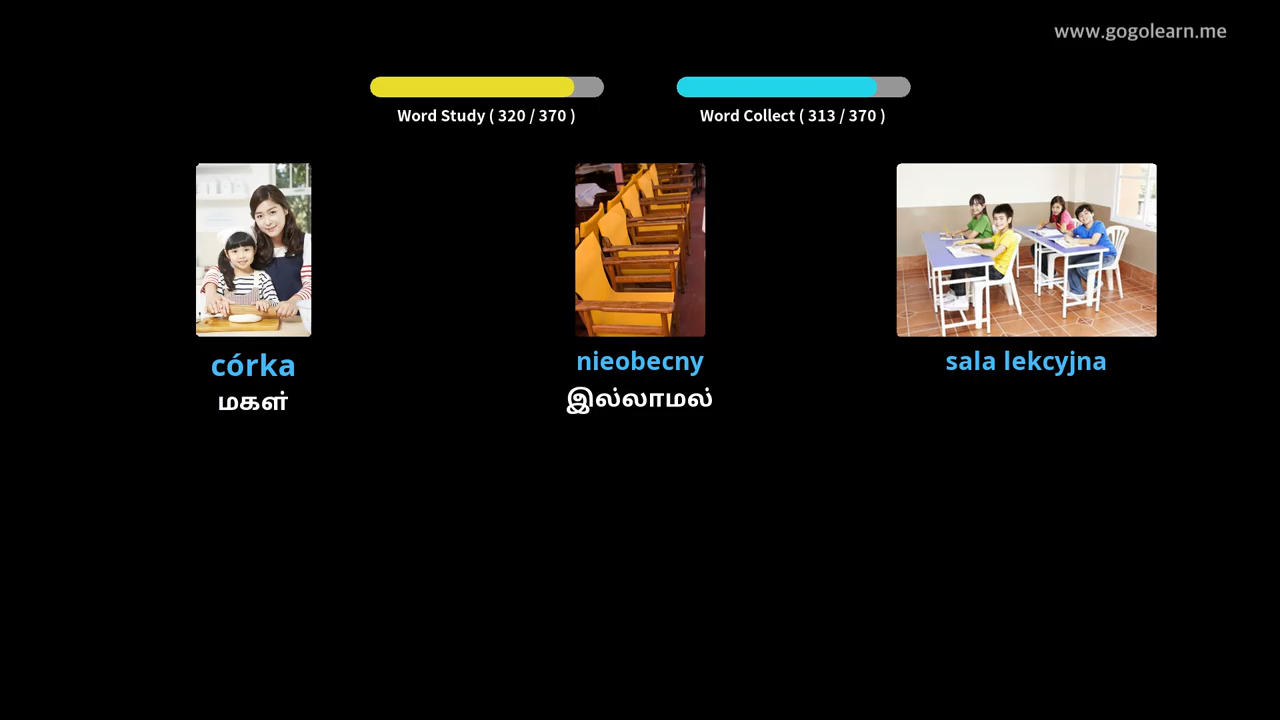 www.gogolearn.me
Word Study ( 320 / 370 )
Word Collect ( 313 / 370 )
córka
மகள்
nieobecny
இல்லாமல்
sala lekcyjna